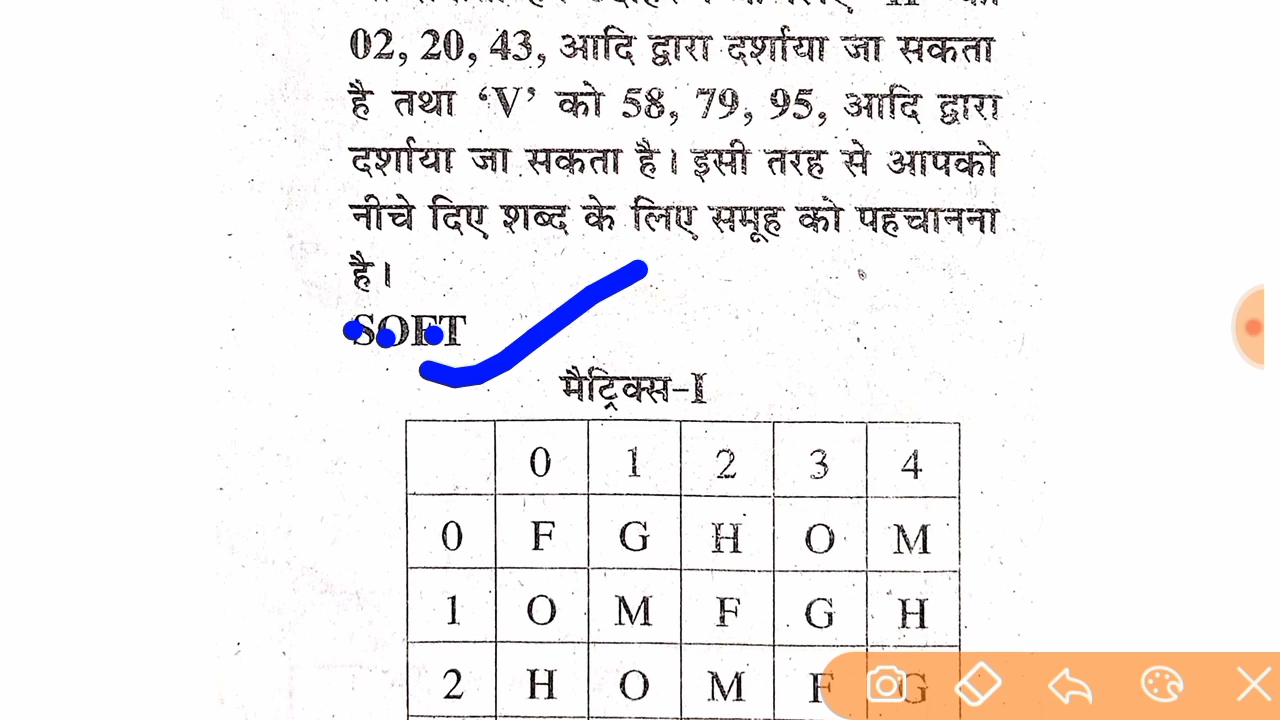 02, 20, 43, आदि द्वारा दर्शाया जा सकता
है तथा ‘V’ को 58, 79, 95, आदि द्वारा
दर्शाया जा सकता है। इसी तरह से आपको
नीचे दिए शब्द के लिए समूह को पहचानना
है।
SOFT
मैट्रिक्स-I
0 1 2 3 4
0 F G H O M
1 O M F G H
2 H O M F G